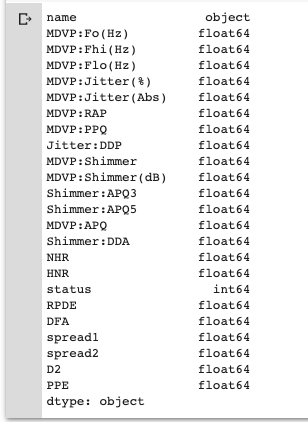 name object
MDVP:Fo(Hz) float64
MDVP:Fhi(Hz) float64
MDVP:Flo(Hz) float64
MDVP:Jitter(%) float64
MDVP:Jitter(Abs) float64
MDVP:RAP float64
MDVP:PPQ float64
Jitter:DDP float64
MDVP:Shimmer float64
MDVP:Shimmer(dB) float64
Shimmer:APQ3 float64
Shimmer:APQ5 float64
MDVP:APQ float64
Shimmer:DDA float64
NHR float64
HNR float64
status int64
RPDE float64
DFA float64
spread1 float64
spread2 float64
D2 float64
PPE float64
dtype: object